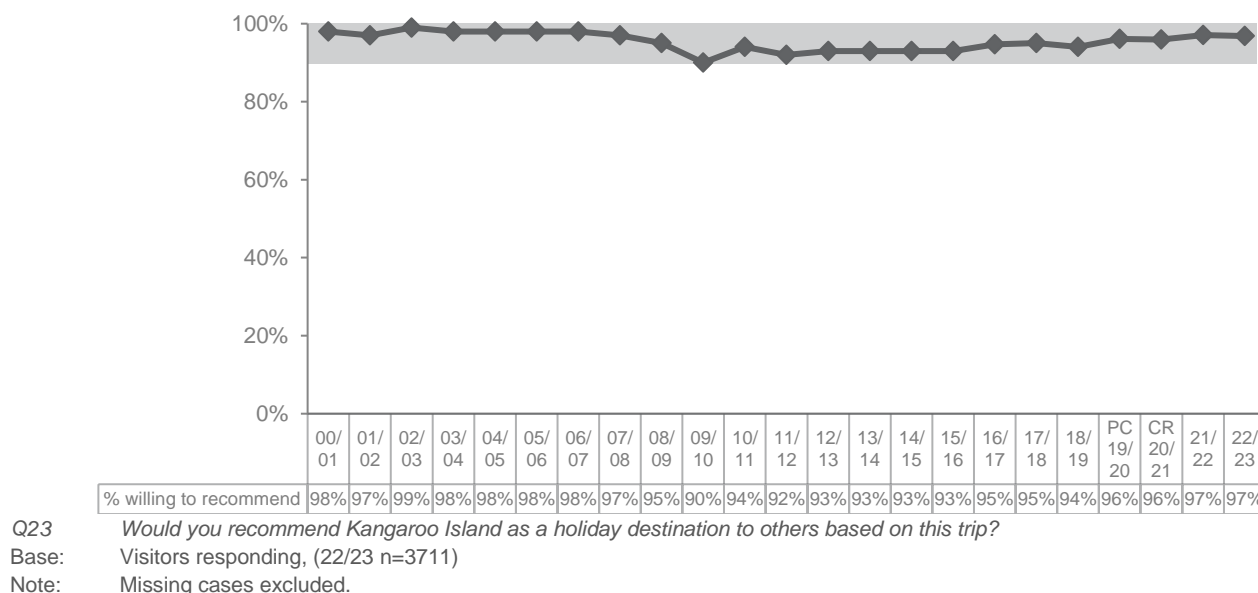 100%
80%
60%
40%
20%
0%
00/ 01/ 02/ 03/ 04/ 05/ 06/ 07/ 08/ 09/ 10/ 11/ 12/ 13/ 14/ 15/ 16/ 17/ 18/ PC 19/ CR 20/ 21/ 22/
01 02 03 04 05 06 07 08 09 10 11 12 13 14 15 16 17 18 19 20 21 22 23
% willing to recommend 98% 97% 99% 98% 98% 98% 98% 97% 95% 90% 94% 92% 93% 93% 93% 93% 95% 95% 94% 96% 96% 97% 97%
Q23 Would you recommend Kangaroo Island as a holiday destination to others based on this trip?
Base: Visitors responding, (22/23 n=3711)
Note: Missing cases excluded.